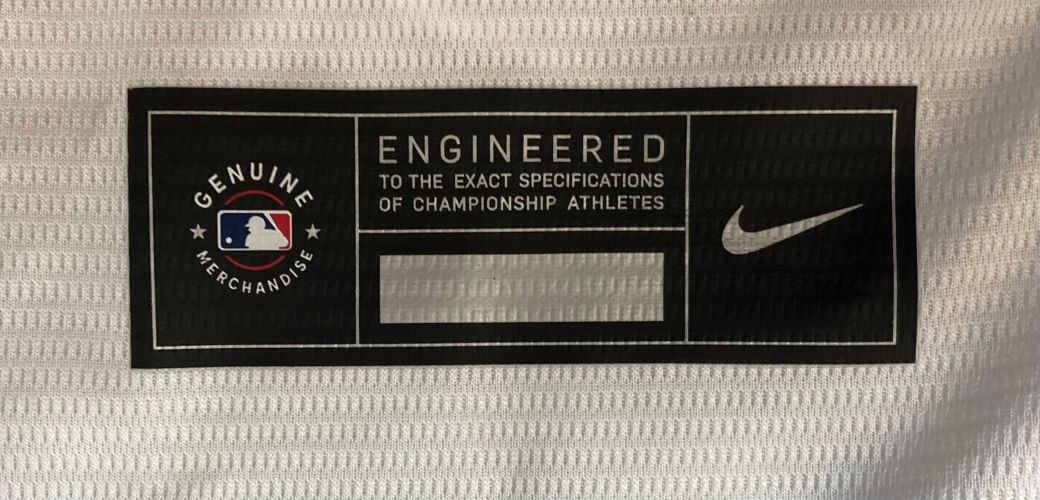 GENUINE
MERCHANDISE
ENGINEERED
TO THE EXACT SPECIFICATIONS
OF CHAMPIONSHIP ATHLETES